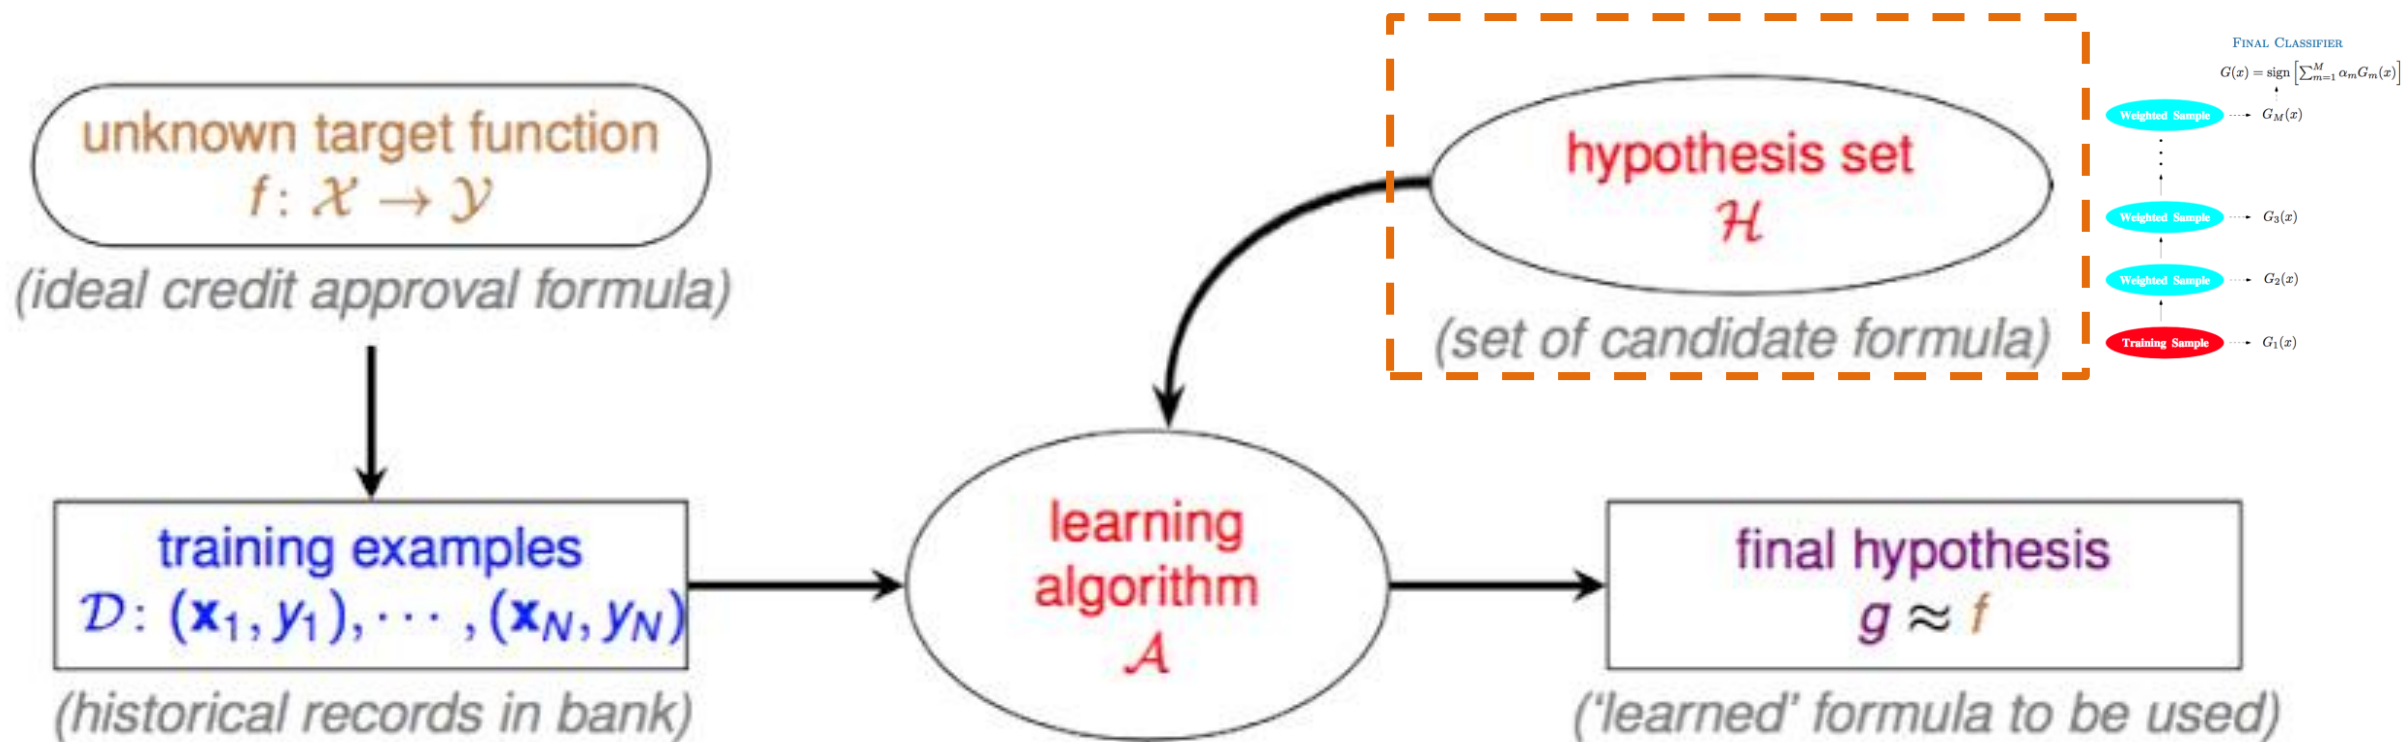 unknown target function
f: 𝒳 → 𝒴
(ideal credit approval formula)
training examples
𝒟: (x₁, y₁), ⋯ , (x_N, y_N)
(historical records in bank)
learning
algorithm
𝒜
hypothesis set
ℋ
(set of candidate formula)
final hypothesis
g ≈ f
(‘learned’ formula to be used)
FINAL CLASSIFIER
G(x) = sign [∑_{m=1}^{M} α_m G_m(x)]
Weighted Sample G_M(x)
Weighted Sample G₃(x)
Weighted Sample G₂(x)
Training Sample G₁(x)